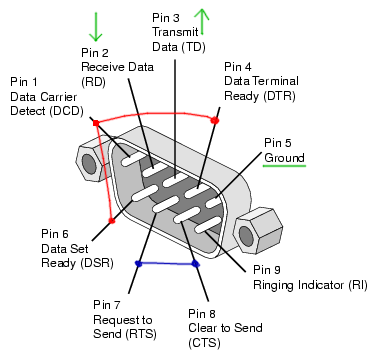 Pin 3
Transmit
Data (TD)
Pin 2
Receive Data
(RD)
Pin 4
Data Terminal
Ready (DTR)
Pin 1
Data Carrier
Detect (DCD)
Pin 5
Ground
Pin 6
Data Set
Ready (DSR)
Pin 9
Ringing Indicator (RI)
Pin 7
Request to
Send (RTS)
Pin 8
Clear to Send
(CTS)